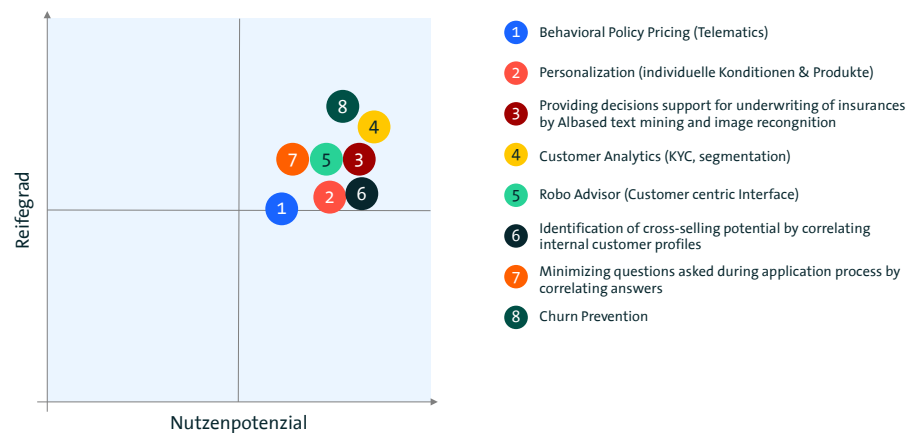 Reifegrad
8
4
7
5
3
2
6
1
Nutzenpotenzial
1 Behavioral Policy Pricing (Telematics)
2 Personalization (individuelle Konditionen & Produkte)
3 Providing decisions support for underwriting of insurances
by AIbased text mining and image recongnition
4 Customer Analytics (KYC, segmentation)
5 Robo Advisor (Customer centric Interface)
6 Identification of cross-selling potential by correlating
internal customer profiles
7 Minimizing questions asked during application process by
correlating answers
8 Churn Prevention